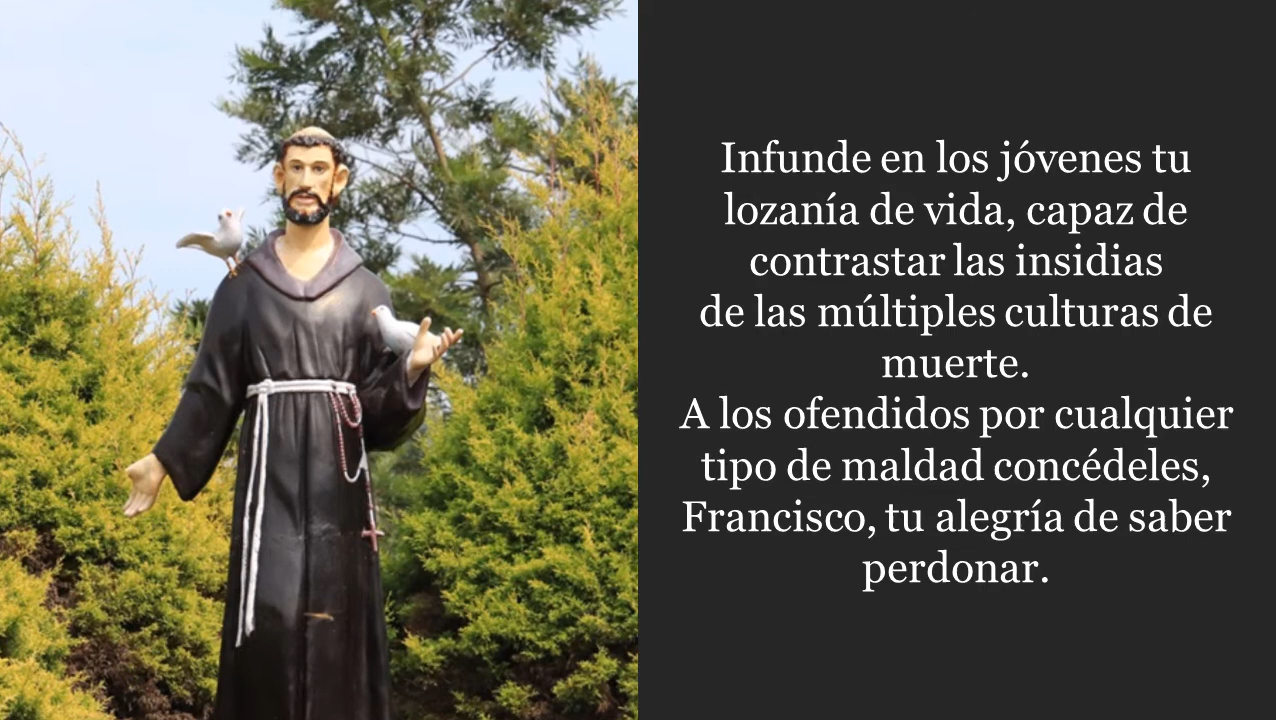 Infunde en los jóvenes tu
lozanía de vida, capaz de
contrastar las insidias
de las múltiples culturas de
muerte.
A los ofendidos por cualquier
tipo de maldad concédeles,
Francisco, tu alegría de saber
perdonar.